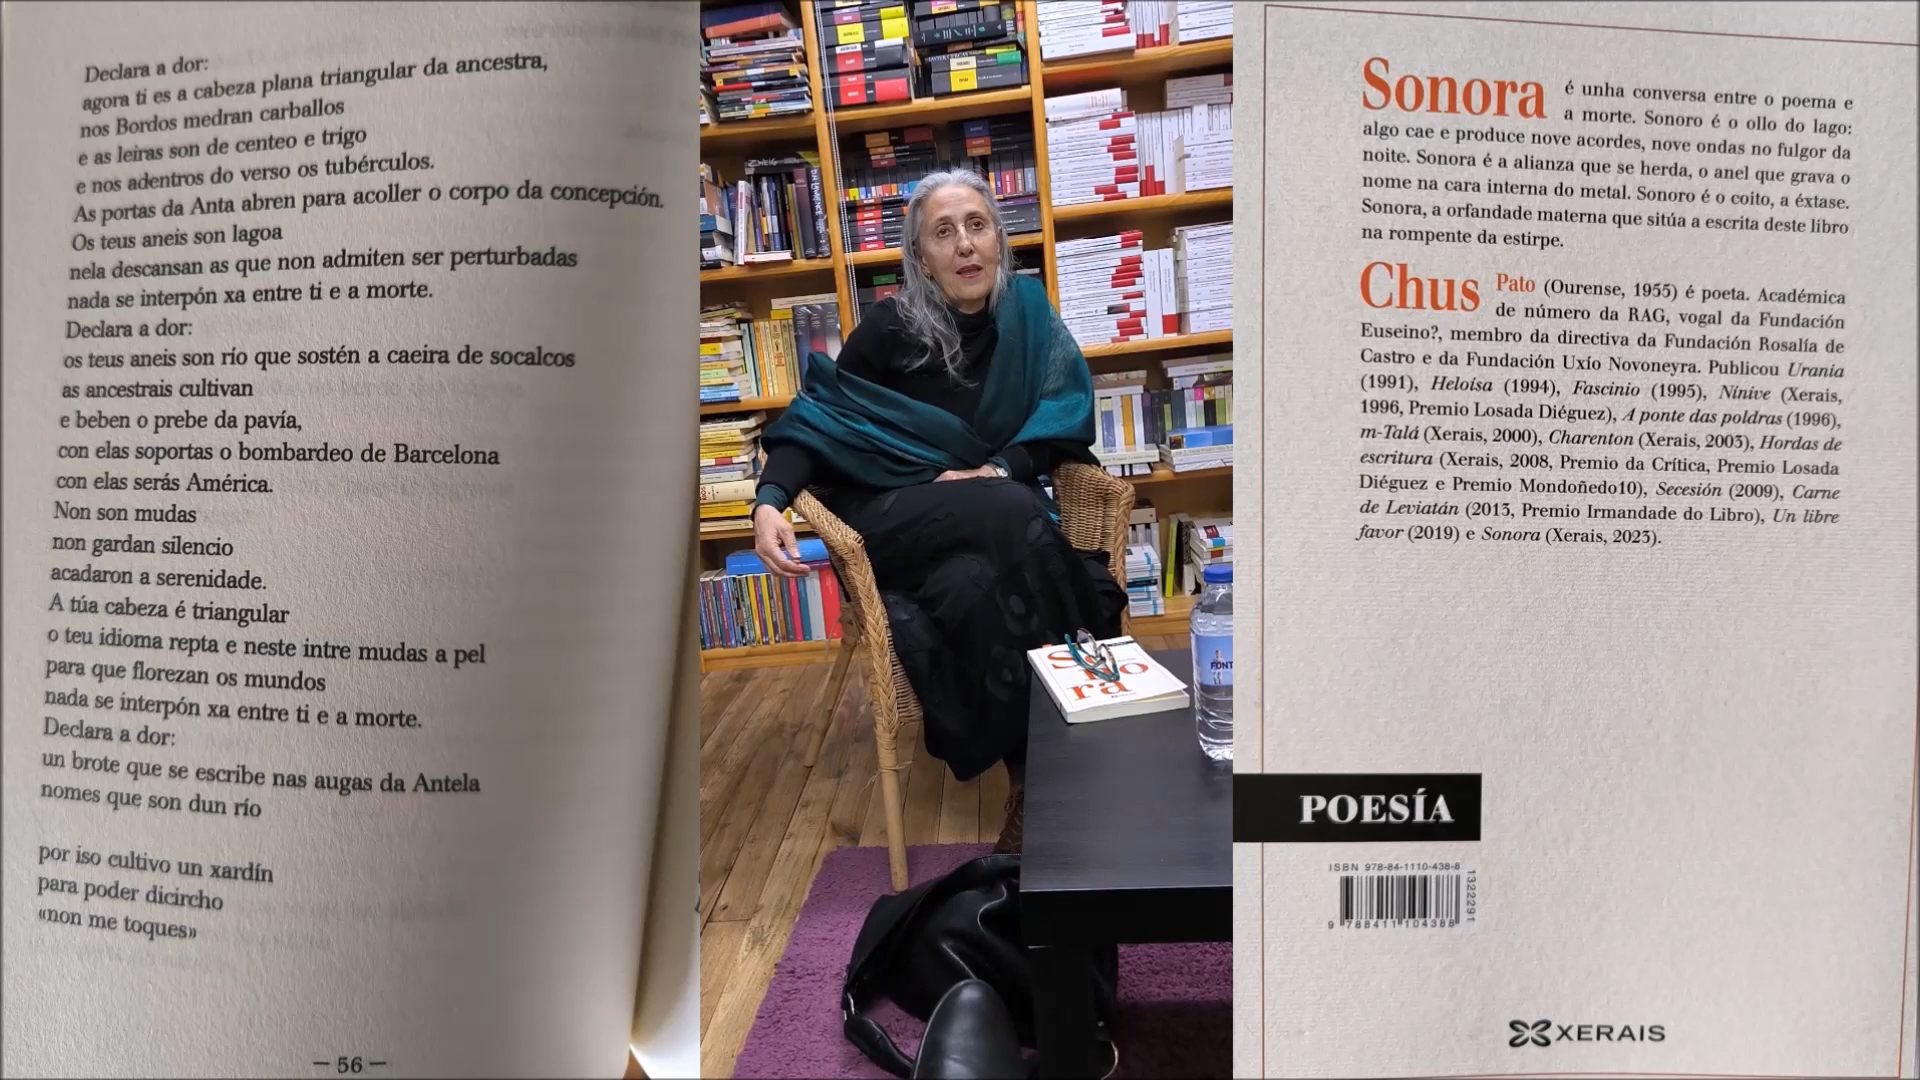 Declara a dor:
agora ti es a cabeza plana triangular da ancestra,
nos Bordos medran carballos
e as leiras son de centeo e trigo
e nos adentros do verso os tubérculos.
As portas da Anta abren para acoller o corpo da concepción.
Os teus aneis son lagoa
nela descansan as que non admiten ser perturbadas
nada se interpón xa entre ti e a morte.
Declara a dor:
os teus aneis son río que sostén a caeira de socalcos
as ancestrais cultivan
e beben o prebe da pavía,
con elas soportas o bombardeo de Barcelona
con elas serás América.
Non son mudas
non gardan silencio
acadaron a serenidade.
A túa cabeza é triangular
o teu idioma repta e neste intre mudas a pel
para que florezan os mundos
nada se interpón xa entre ti e a morte.
Declara a dor:
un brote que se escribe nas augas da Antela
nomes que son dun río
por iso cultivo un xardín
para poder dicircho
«non me toques»
— 56 —
ZWEIG
So
no
ra
FONT
Sonora é unha conversa entre o poema e
a morte. Sonoro é o ollo do lago:
algo cae e produce nove acordes, nove ondas no fulgor da
noite. Sonora é a alianza que se herda, o anel que grava o
nome na cara interna do metal. Sonoro é o coito, a éxtase.
Sonora, a orfandade materna que sitúa a escrita deste libro
na rompente da estirpe.
Chus Pato (Ourense, 1955) é poeta. Académica
de número da RAG, vogal da Fundación
Euseino?, membro da directiva da Fundación Rosalía de
Castro e da Fundación Uxío Novoneyra. Publicou Urania
(1991), Heloísa (1994), Fascinio (1995), Nínive (Xerais,
1996, Premio Losada Diéguez), A ponte das poldras (1996),
m-Talá (Xerais, 2000), Charenton (Xerais, 2003), Hordas de
escritura (Xerais, 2008, Premio da Crítica, Premio Losada
Diéguez e Premio Mondoñedo10), Secesión (2009), Carne
de Leviatán (2013, Premio Irmandade do Libro), Un libre
favor (2019) e Sonora (Xerais, 2023).
POESÍA
ISBN 978-84-1110-438-8
1322291
9 788411 104388
XERAIS